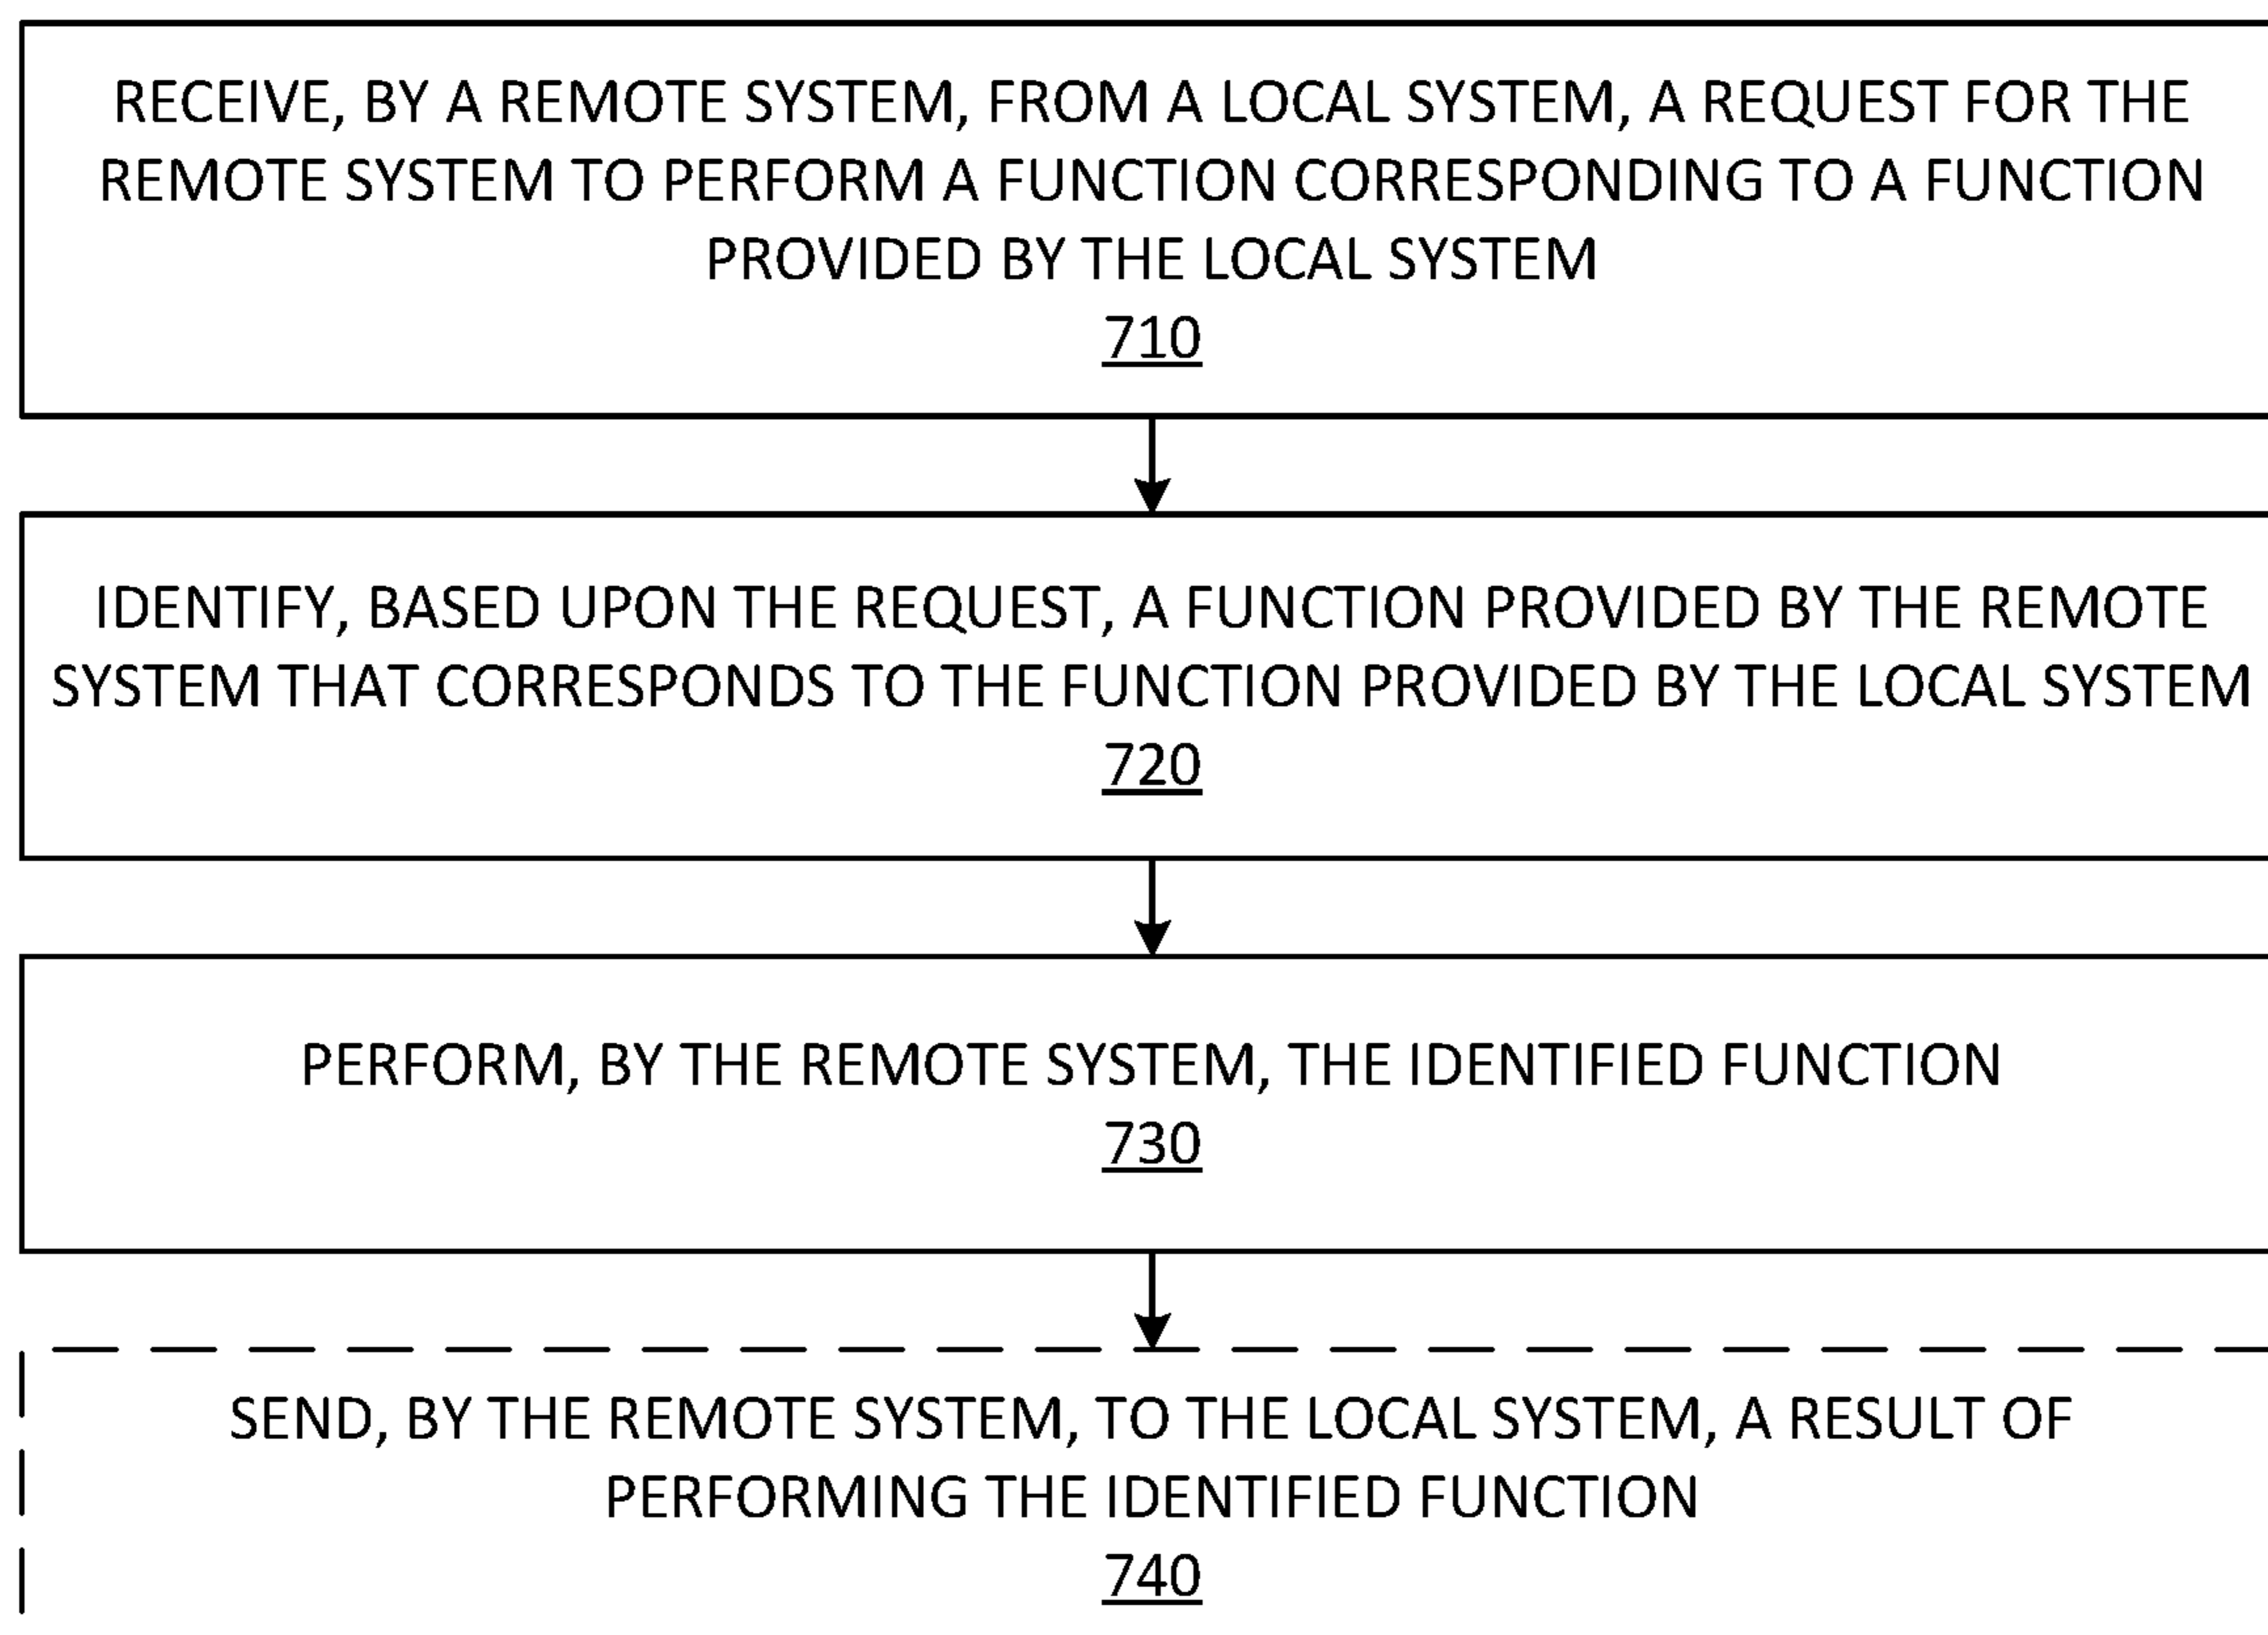 RECEIVE, BY A REMOTE SYSTEM, FROM A LOCAL SYSTEM, A REQUEST FOR THE
REMOTE SYSTEM TO PERFORM A FUNCTION CORRESPONDING TO A FUNCTION
PROVIDED BY THE LOCAL SYSTEM
710
IDENTIFY, BASED UPON THE REQUEST, A FUNCTION PROVIDED BY THE REMOTE
SYSTEM THAT CORRESPONDS TO THE FUNCTION PROVIDED BY THE LOCAL SYSTEM
720
PERFORM, BY THE REMOTE SYSTEM, THE IDENTIFIED FUNCTION
730
SEND, BY THE REMOTE SYSTEM, TO THE LOCAL SYSTEM, A RESULT OF
PERFORMING THE IDENTIFIED FUNCTION
740